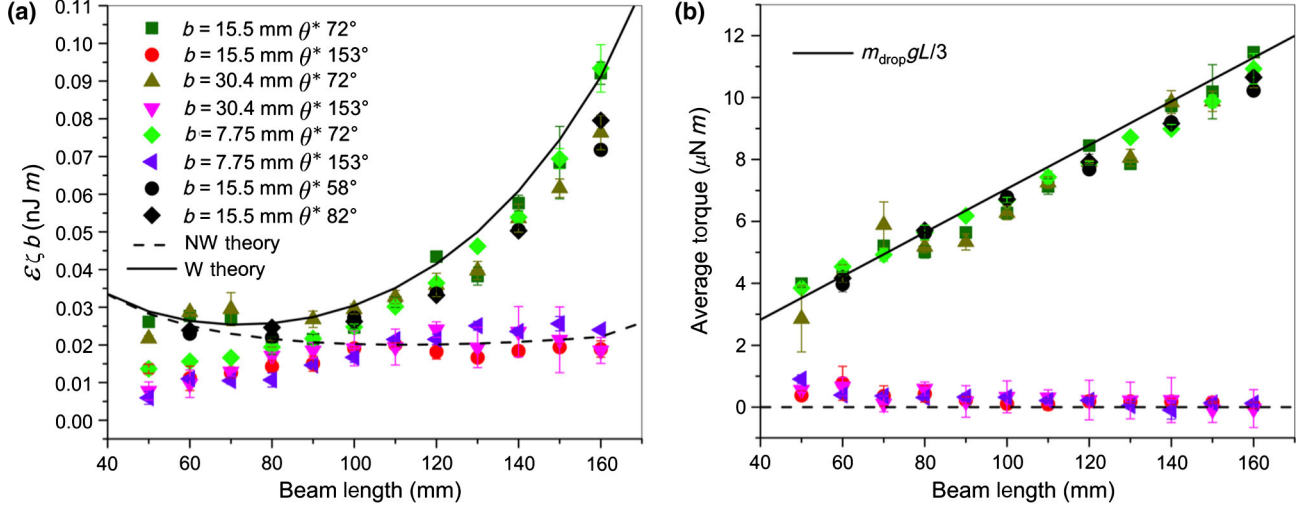 (a)
0.11
0.10
0.09
0.08
0.07
0.06
0.05
0.04
0.03
0.02
0.01
0.00
εζb (nJ m)
b = 15.5 mm θ* 72°
b = 15.5 mm θ* 153°
b = 30.4 mm θ* 72°
b = 30.4 mm θ* 153°
b = 7.75 mm θ* 72°
b = 7.75 mm θ* 153°
b = 15.5 mm θ* 58°
b = 15.5 mm θ* 82°
NW theory
W theory
40 60 80 100 120 140 160
Beam length (mm)
(b)
12
10
8
6
4
2
0
Average torque (μN m)
m_drop gL/3
40 60 80 100 120 140 160
Beam length (mm)